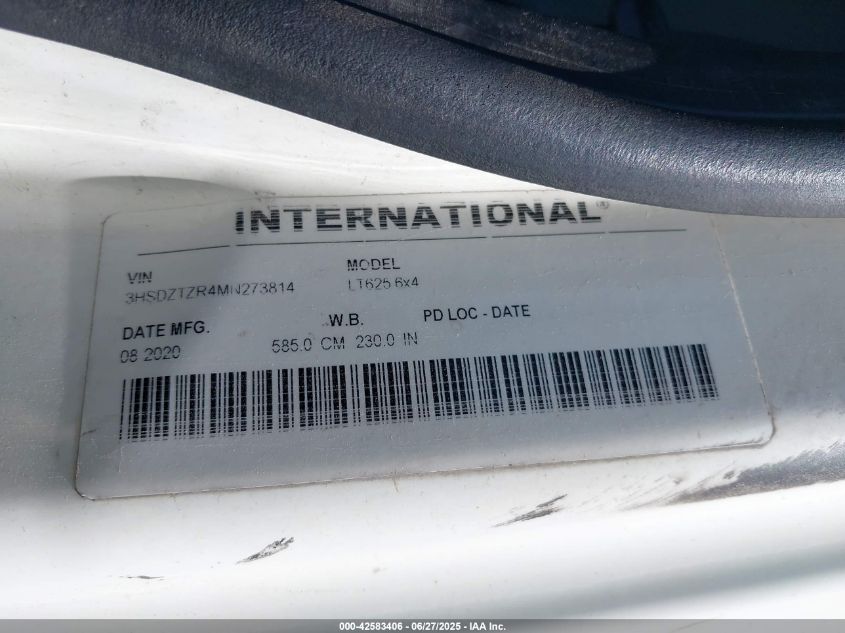 INTERNATIONAL®
VIN
3HSDZTZR4MN273814
MODEL
LT625 6x4
DATE MFG.
08 2020
W.B.
585.0 CM 230.0 IN
PD LOC - DATE
000-42583406 - 06/27/2025 - IAA Inc.